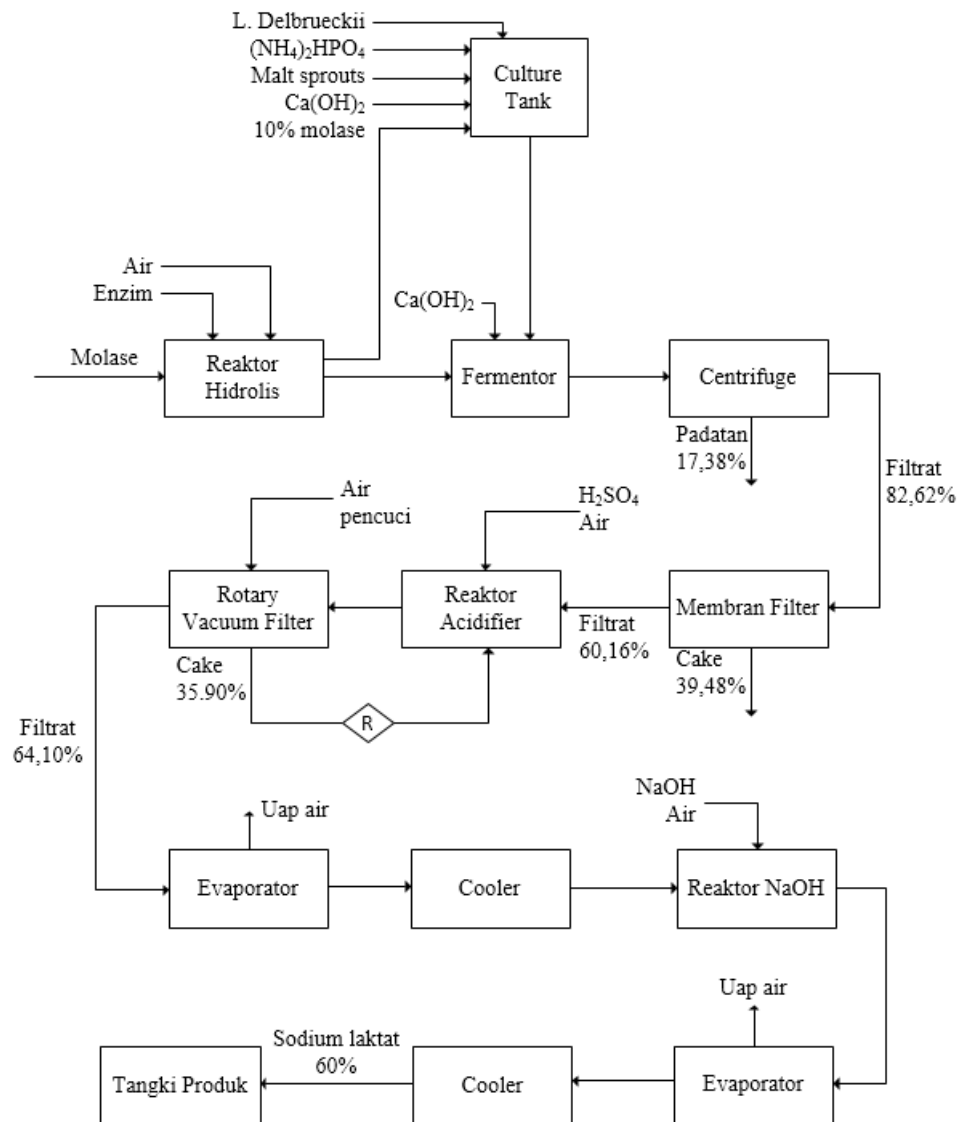 L. Delbrueckii
(NH₄)₂HPO₄
Malt sprouts
Ca(OH)₂
10% molase
Culture
Tank
Air
Enzim
Ca(OH)₂
Molase
Reaktor
Hidrolis
Fermentor
Centrifuge
Padatan
17,38%
Filtrat
82,62%
Air
pencuci
H₂SO₄
Air
Rotary
Vacuum Filter
Reaktor
Acidifier
Membran Filter
Filtrat
60,16%
Cake
35.90%
Cake
39,48%
R
Filtrat
64,10%
Uap air
NaOH
Air
Evaporator
Cooler
Reaktor NaOH
Uap air
Sodium laktat
60%
Tangki Produk
Cooler
Evaporator